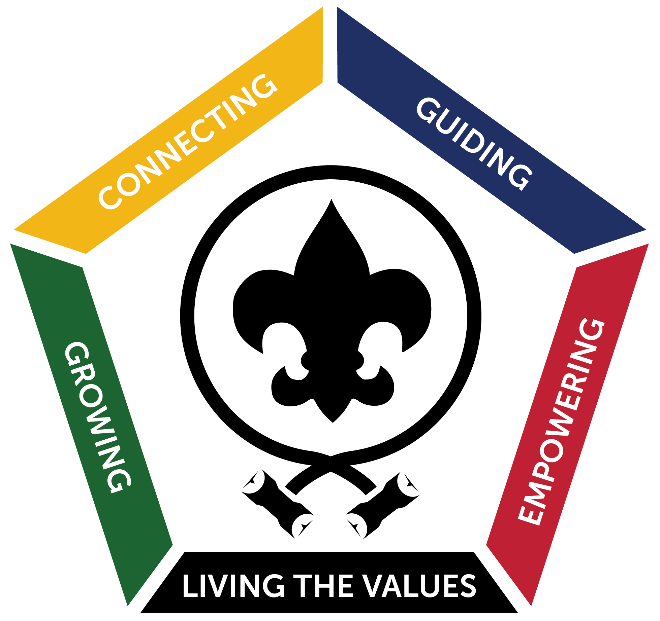 CONNECTING
GUIDING
GROWING
EMPOWERING
LIVING THE VALUES